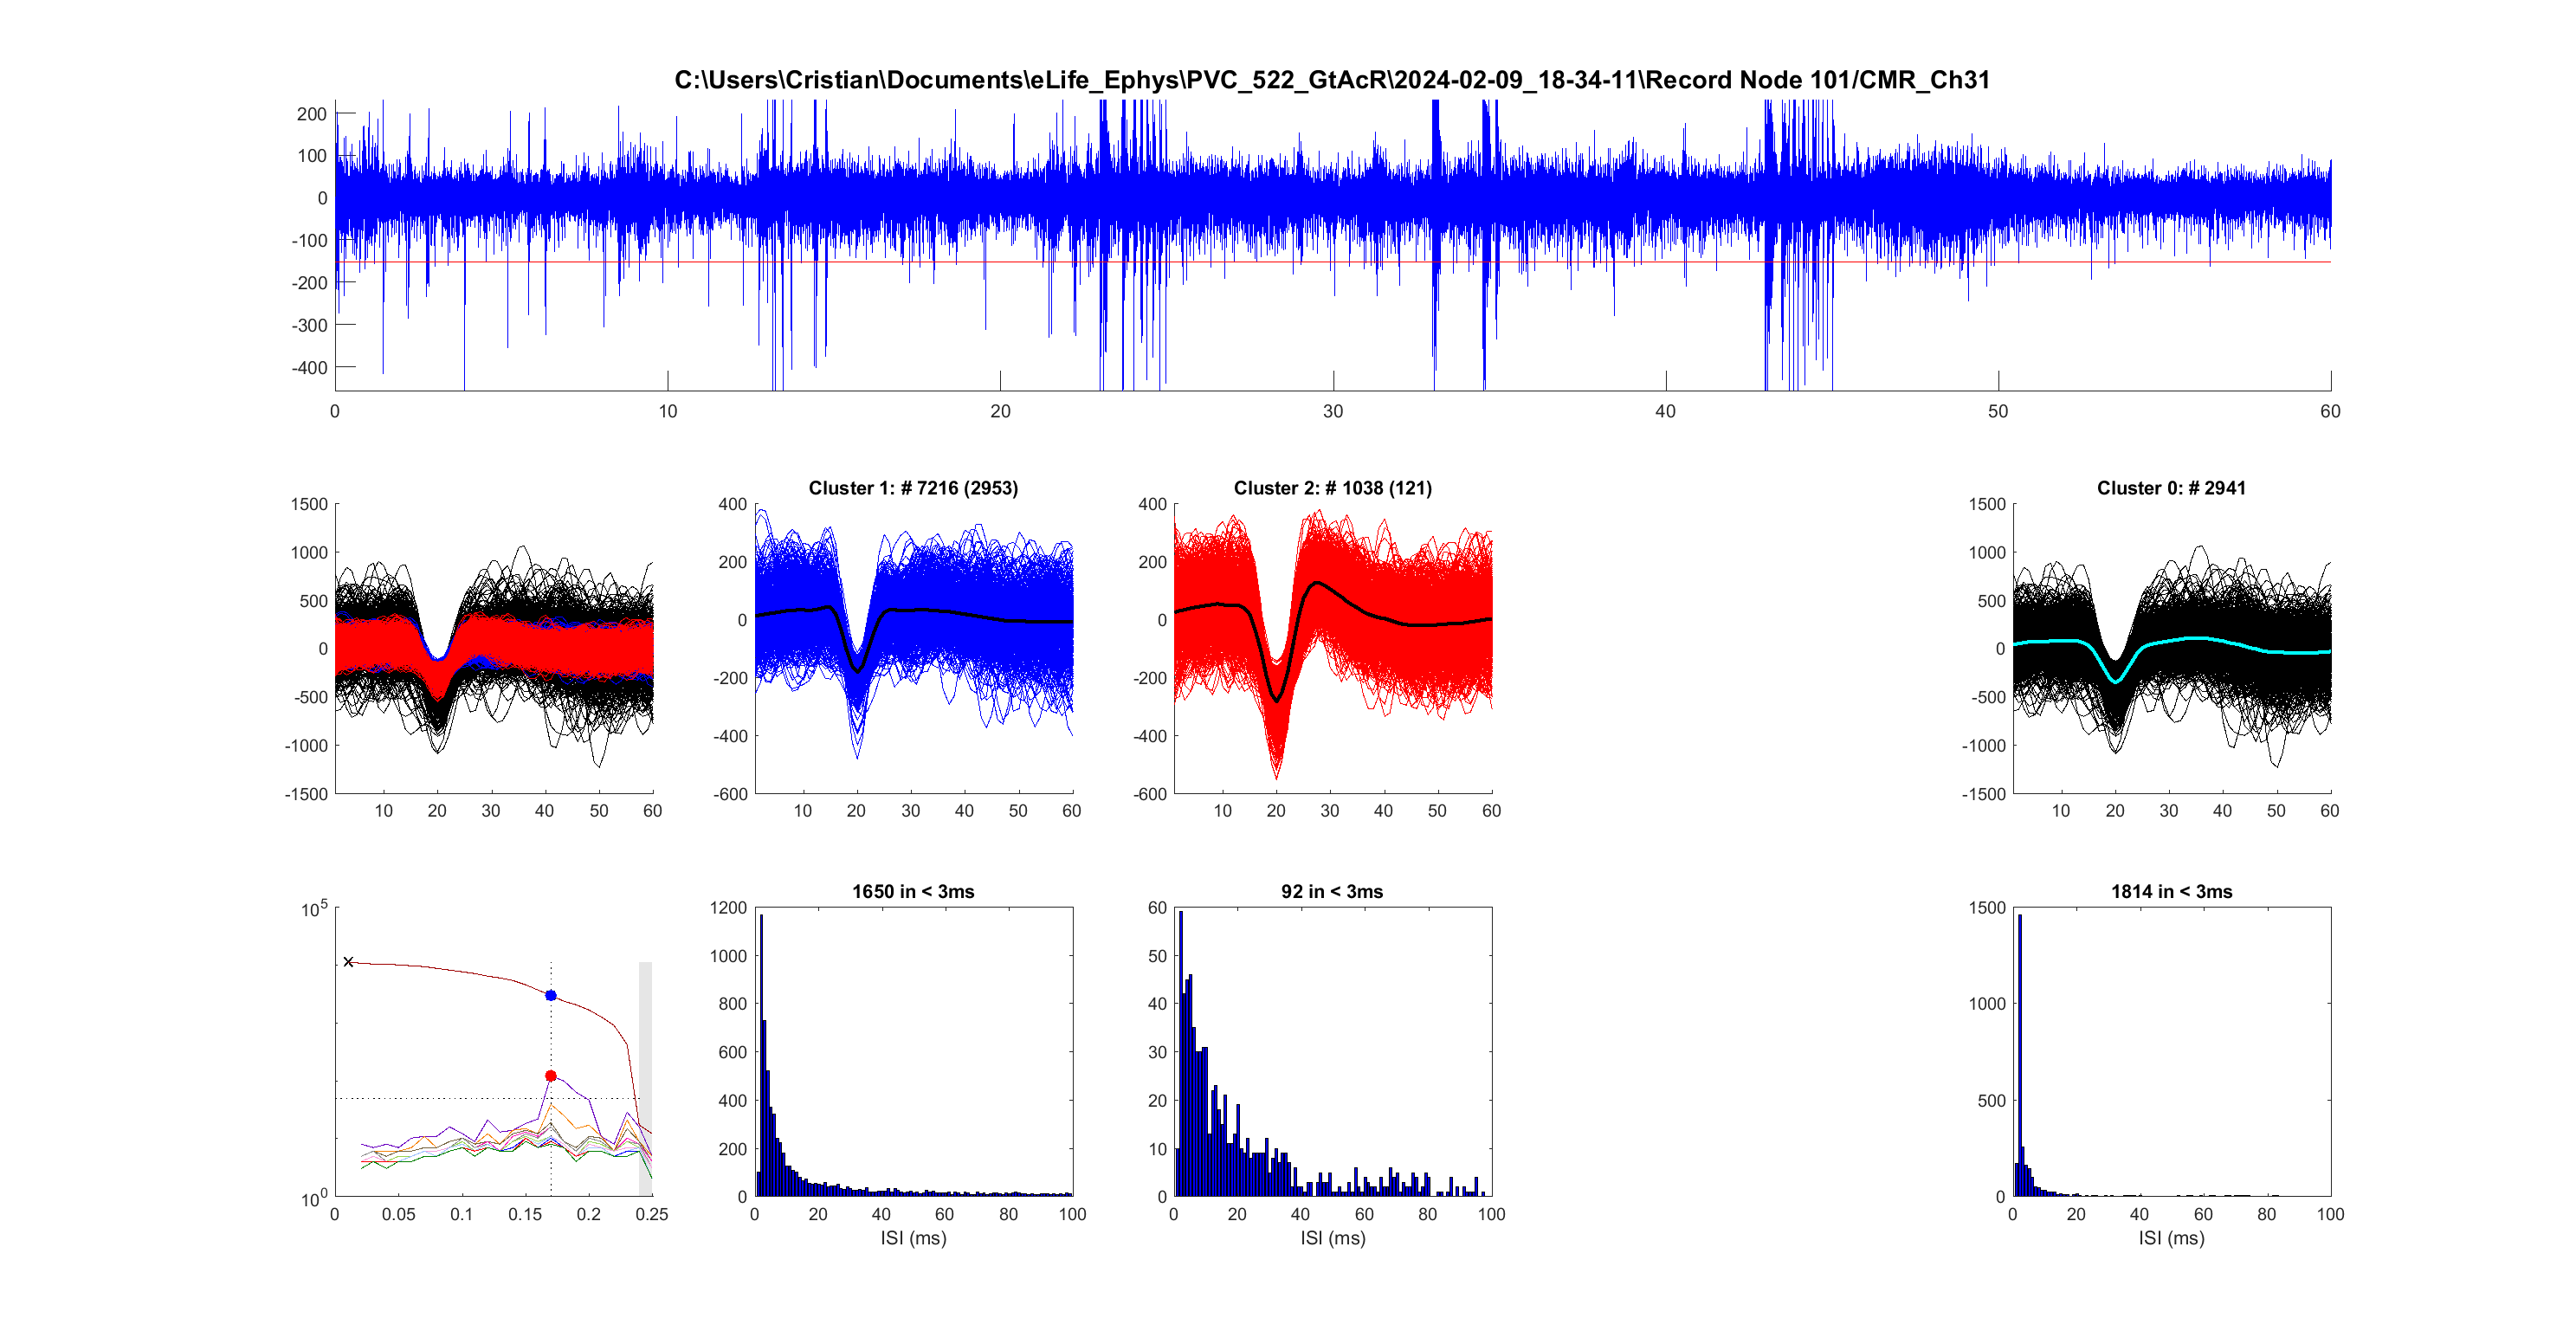 C:\Users\Cristian\Documents\eLife_Ephys\PVC_522_GtAcR\2024-02-09_18-34-11\Record Node 101/CMR_Ch31
200
100
0
-100
-200
-300
-400
0 10 20 30 40 50 60
Cluster 1: # 7216 (2953)
Cluster 2: # 1038 (121)
Cluster 0: # 2941
1500
1000
500
0
-500
-1000
-1500
10 20 30 40 50 60
400
200
0
-200
-400
-600
10 20 30 40 50 60
400
200
0
-200
-400
-600
10 20 30 40 50 60
1500
1000
500
0
-500
-1000
-1500
10 20 30 40 50 60
10^5
10^0
0 0.05 0.1 0.15 0.2 0.25
1650 in < 3ms
1200
1000
800
600
400
200
0
0 20 40 60 80 100
ISI (ms)
92 in < 3ms
60
50
40
30
20
10
0
0 20 40 60 80 100
ISI (ms)
1814 in < 3ms
1500
1000
500
0
0 20 40 60 80 100
ISI (ms)